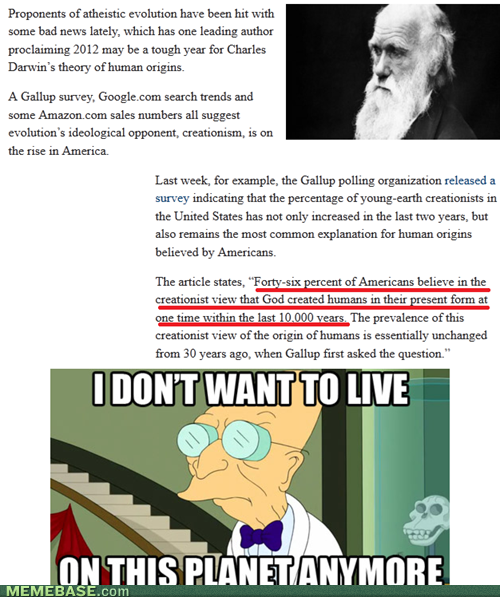 Proponents of atheistic evolution have been hit with
some bad news lately, which has one leading author
proclaiming 2012 may be a tough year for Charles
Darwin’s theory of human origins.
A Gallup survey, Google.com search trends and
some Amazon.com sales numbers all suggest
evolution’s ideological opponent, creationism, is on
the rise in America.
Last week, for example, the Gallup polling organization released a
survey indicating that the percentage of young-earth creationists in
the United States has not only increased in the last two years, but
also remains the most common explanation for human origins
believed by Americans.
The article states, “Forty-six percent of Americans believe in the
creationist view that God created humans in their present form at
one time within the last 10,000 years. The prevalence of this
creationist view of the origin of humans is essentially unchanged
from 30 years ago, when Gallup first asked the question.”
I DON'T WANT TO LIVE
ON THIS PLANET ANYMORE
MEMEBASE.com